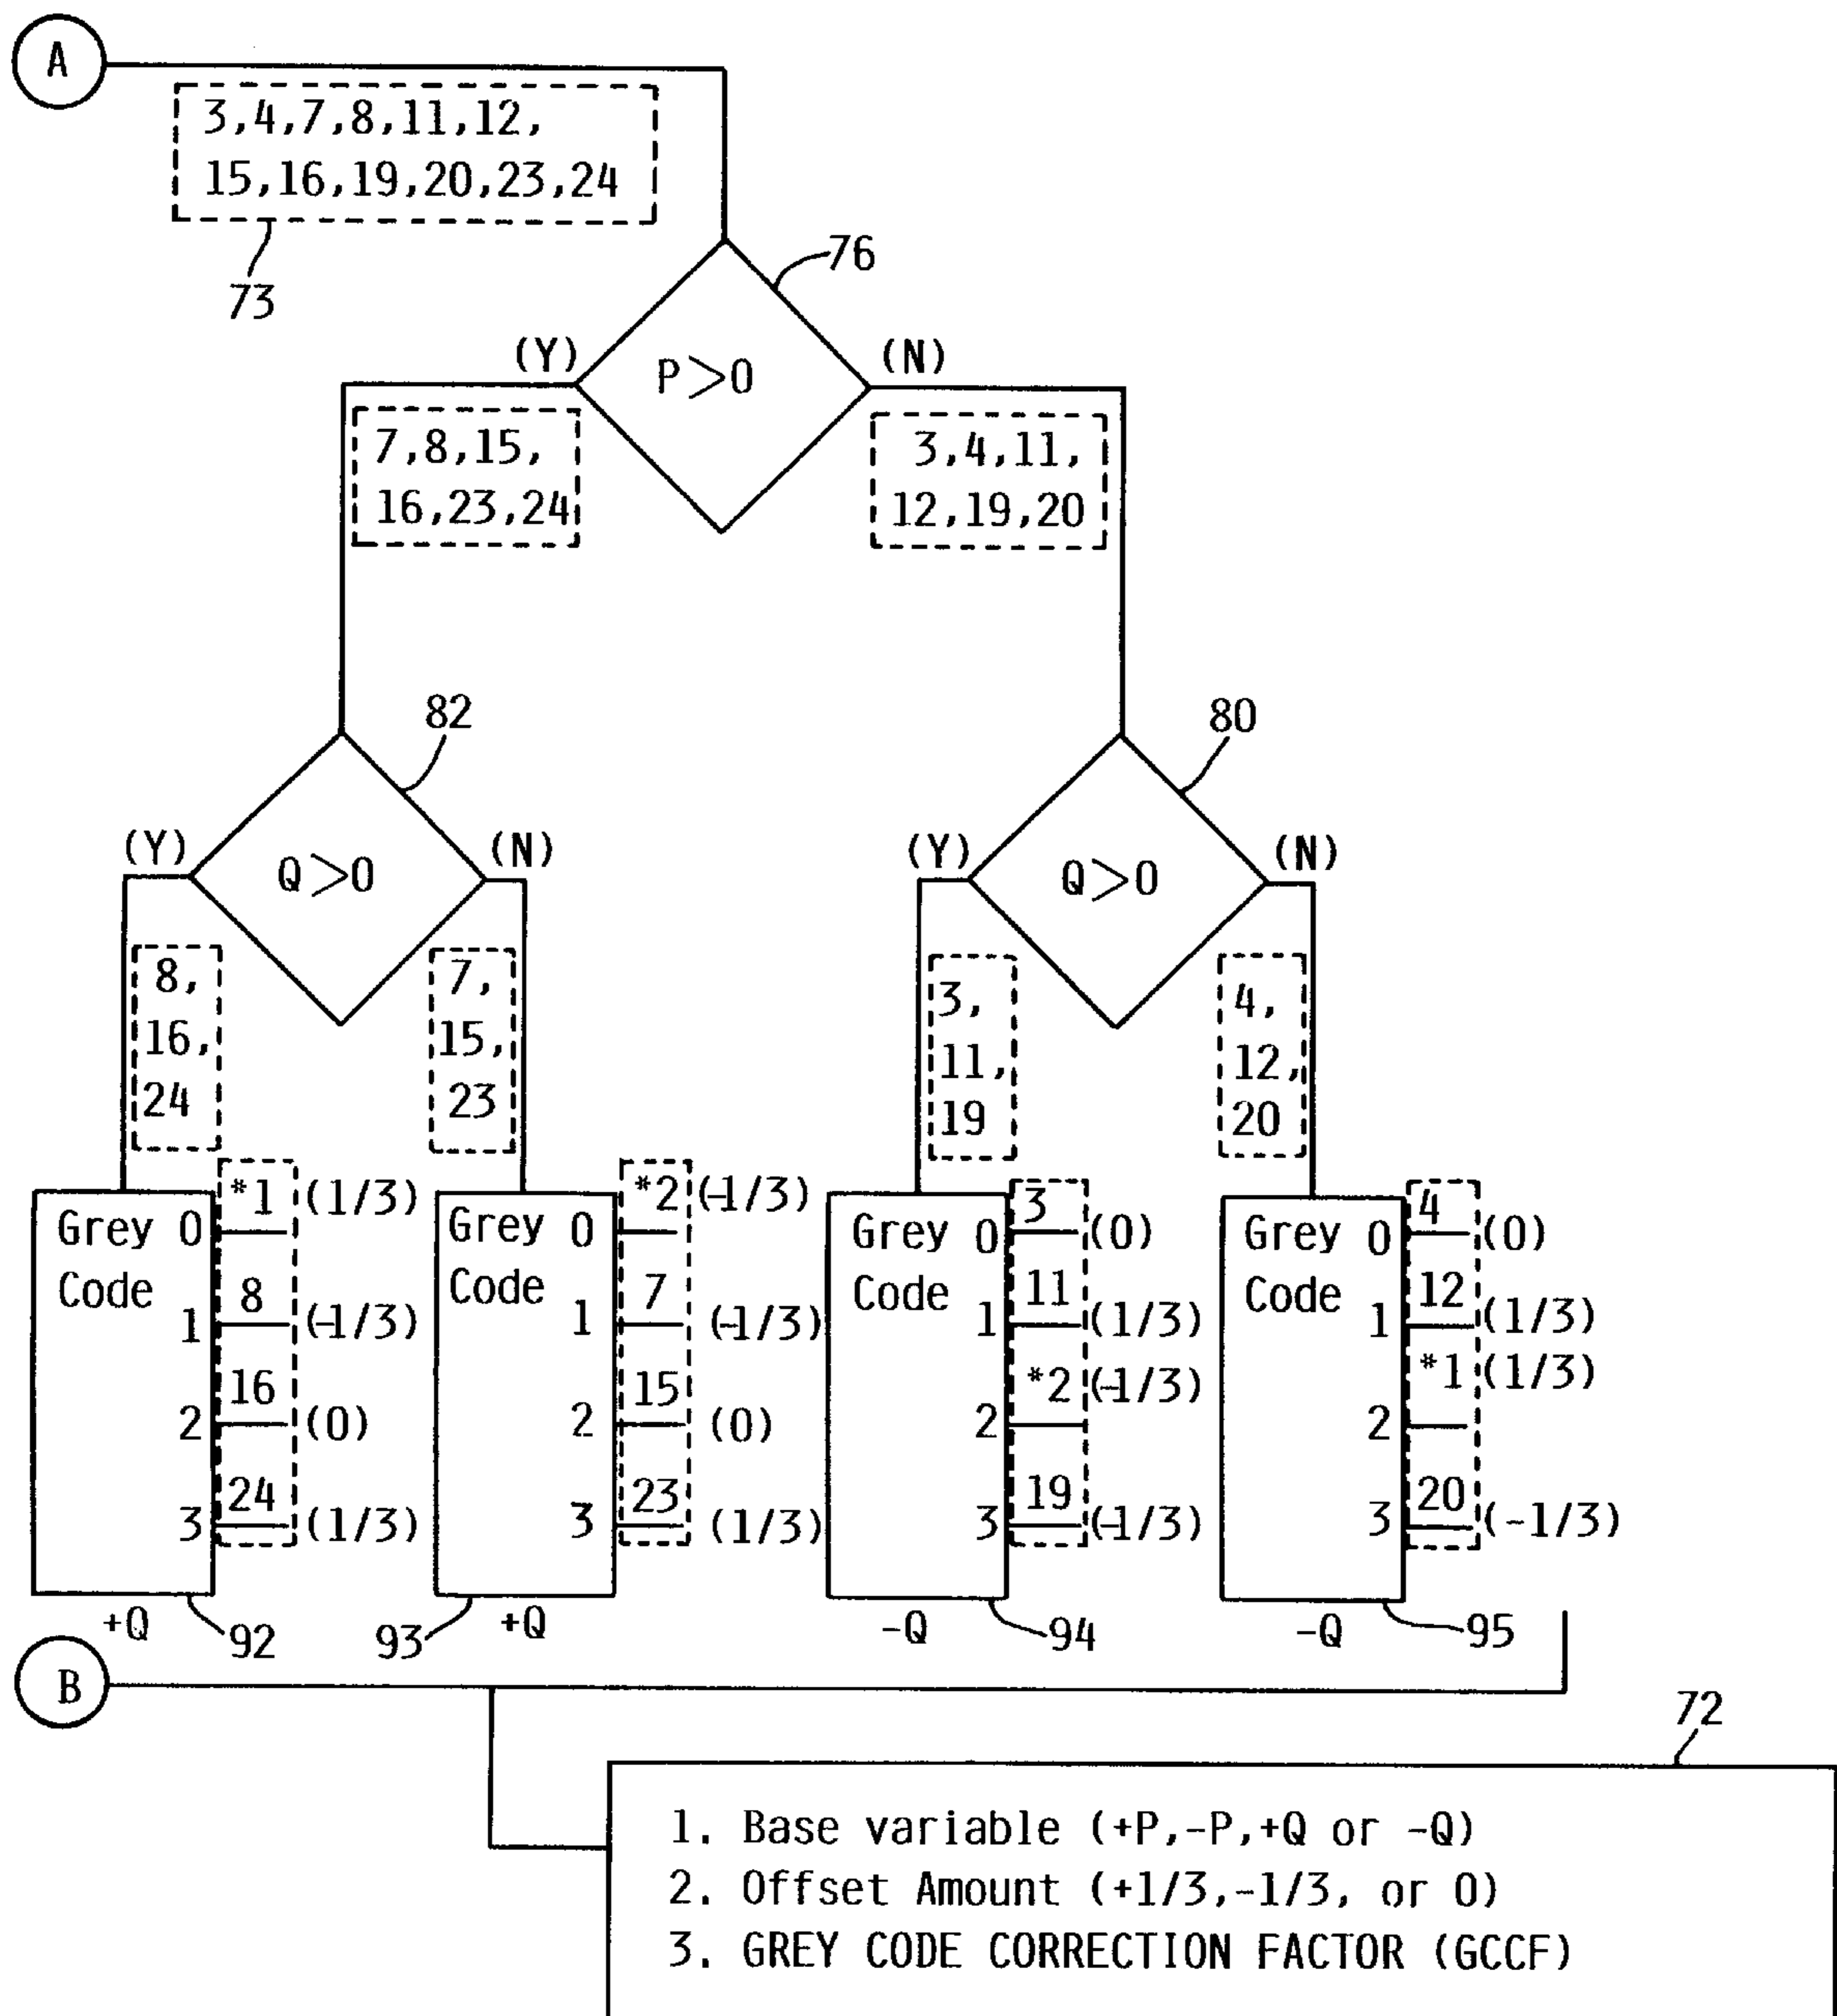 A
3,4,7,8,11,12,
15,16,19,20,23,24
73
76
(Y)
P>0
(N)
7,8,15,
16,23,24
3,4,11,
12,19,20
82
80
(Y)
Q>0
(N)
(Y)
Q>0
(N)
8,
16,
24
7,
15,
23
3,
11,
19
4,
12,
20
Grey
Code
0
*1 (1/3)
1
8
(-1/3)
2
16
(0)
3
24
(1/3)
+Q
92
Grey
Code
0
*2 (-1/3)
1
7
(-1/3)
2
15
(0)
3
23
(1/3)
93
+Q
Grey
Code
0
3
(0)
1
11
(1/3)
2
*2 (-1/3)
3
19
(-1/3)
-Q
94
Grey
Code
0
4
(0)
1
12
(1/3)
2
*1 (1/3)
3
20
(-1/3)
-Q
95
B
72
1. Base variable (+P,-P,+Q or -Q)
2. Offset Amount (+1/3,-1/3, or 0)
3. GREY CODE CORRECTION FACTOR (GCCF)